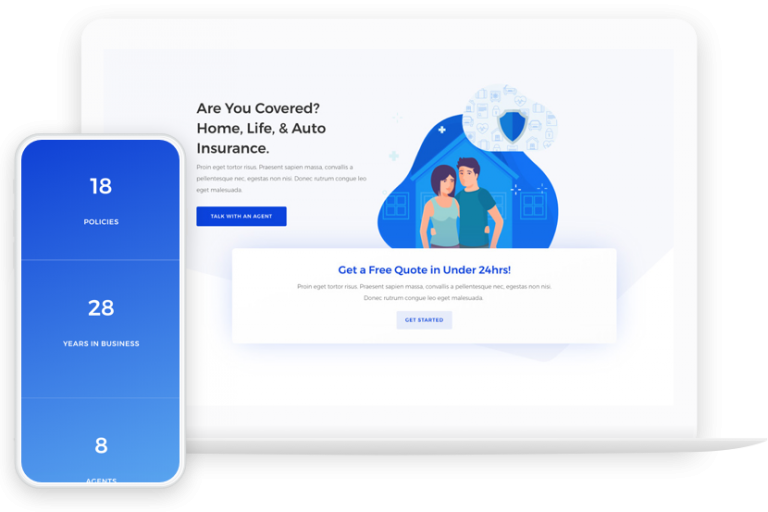 Are You Covered?
Home, Life, & Auto
Insurance.
Proin eget tortor risus. Praesent sapien massa, convallis a
pellentesque nec, egestas non nisi. Donec rutrum congue leo
eget malesuada.
TALK WITH AN AGENT
Get a Free Quote in Under 24hrs!
Proin eget tortor risus. Praesent sapien massa, convallis a pellentesque nec, egestas non nisi.
Donec rutrum congue leo eget malesuada.
GET STARTED
18
POLICIES
28
YEARS IN BUSINESS
8
AGENTS